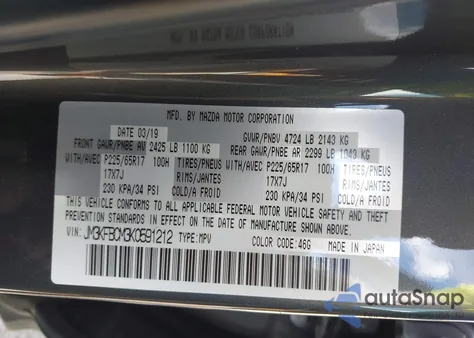 MFD. BY MAZDA MOTOR CORPORATION
DATE 03/19 GVWR/PNBV 4724 LB 2143 KG
FRONT GAWR/PNBE AV 2425 LB 1100 KG REAR GAWR/PNBE AR 2299 LB 1043 KG
WITH/AVEC P225/65R17 100H TIRES/PNEUS WITH/AVEC P225/65R17 100H TIRES/PNEUS
17X7J RIMS/JANTES 17X7J RIMS/JANTES
230 KPA/34 PSI COLD/A FROID 230 KPA/34 PSI COLD/A FROID
THIS VEHICLE CONFORMS TO ALL APPLICABLE FEDERAL MOTOR VEHICLE SAFETY AND THEFT
PREVENTION STANDARDS IN EFFECT ON THE DATE OF MANUFACTURE SHOWN ABOVE.
VIN: JM3KFBCM3K0591212 TYPE:MPV COLOR CODE:46G MADE IN JAPAN
autoSnap